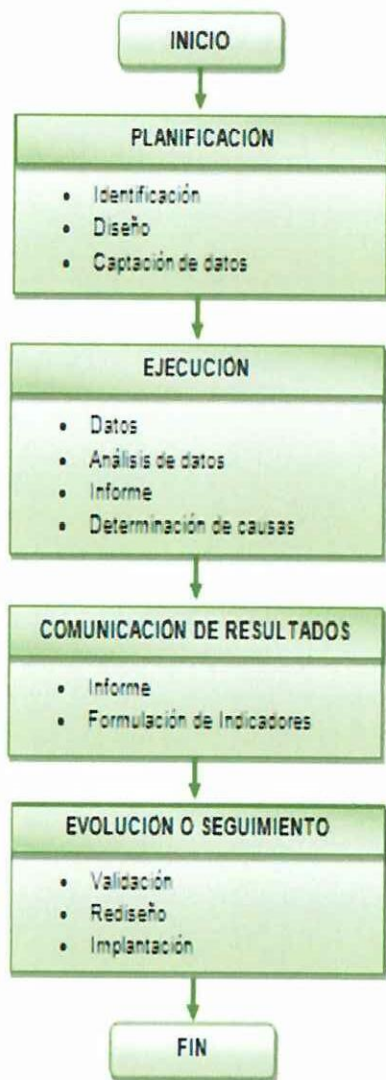 INICIO
PLANIFICACIÓN
• Identificación
• Diseño
• Captación de datos
EJECUCIÓN
• Datos
• Análisis de datos
• Informe
• Determinación de causas
COMUNICACIÓN DE RESULTADOS
• Informe
• Formulación de Indicadores
EVOLUCIÓN O SEGUIMIENTO
• Validación
• Rediseño
• Implantación
FIN